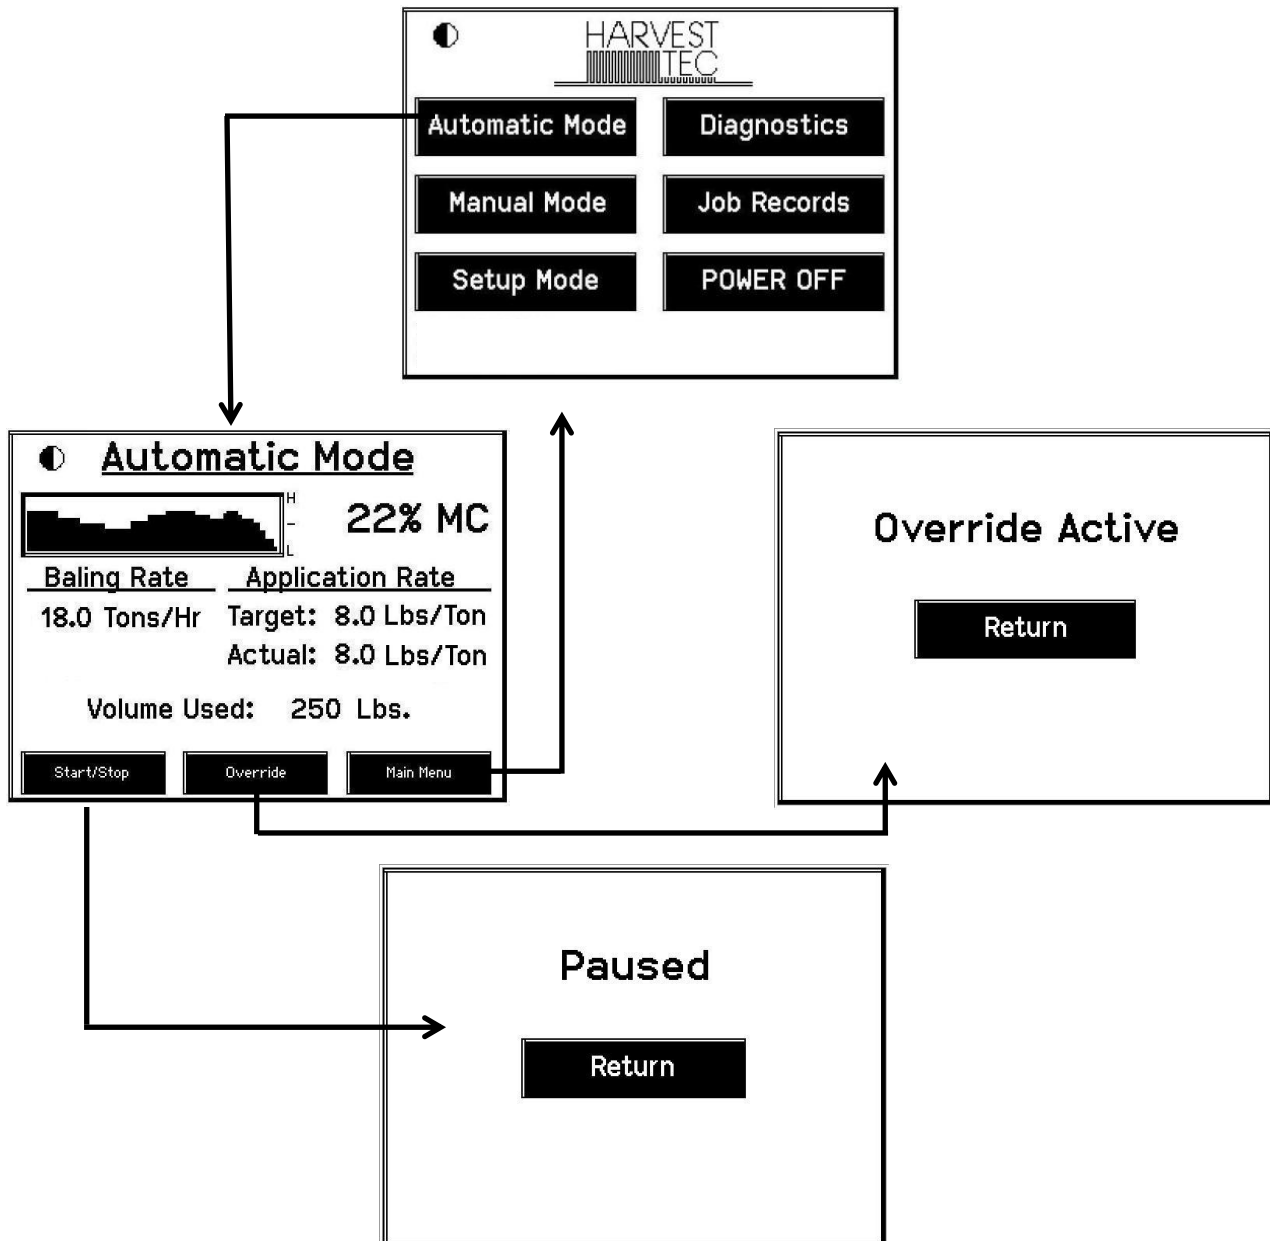 HARVEST
TEC
Automatic Mode Diagnostics
Manual Mode Job Records
Setup Mode POWER OFF
Automatic Mode
H
22% MC
-
L
Baling Rate Application Rate
18.0 Tons/Hr Target: 8.0 Lbs/Ton
Actual: 8.0 Lbs/Ton
Volume Used: 250 Lbs.
Start/Stop Override Main Menu
Override Active
Return
Paused
Return